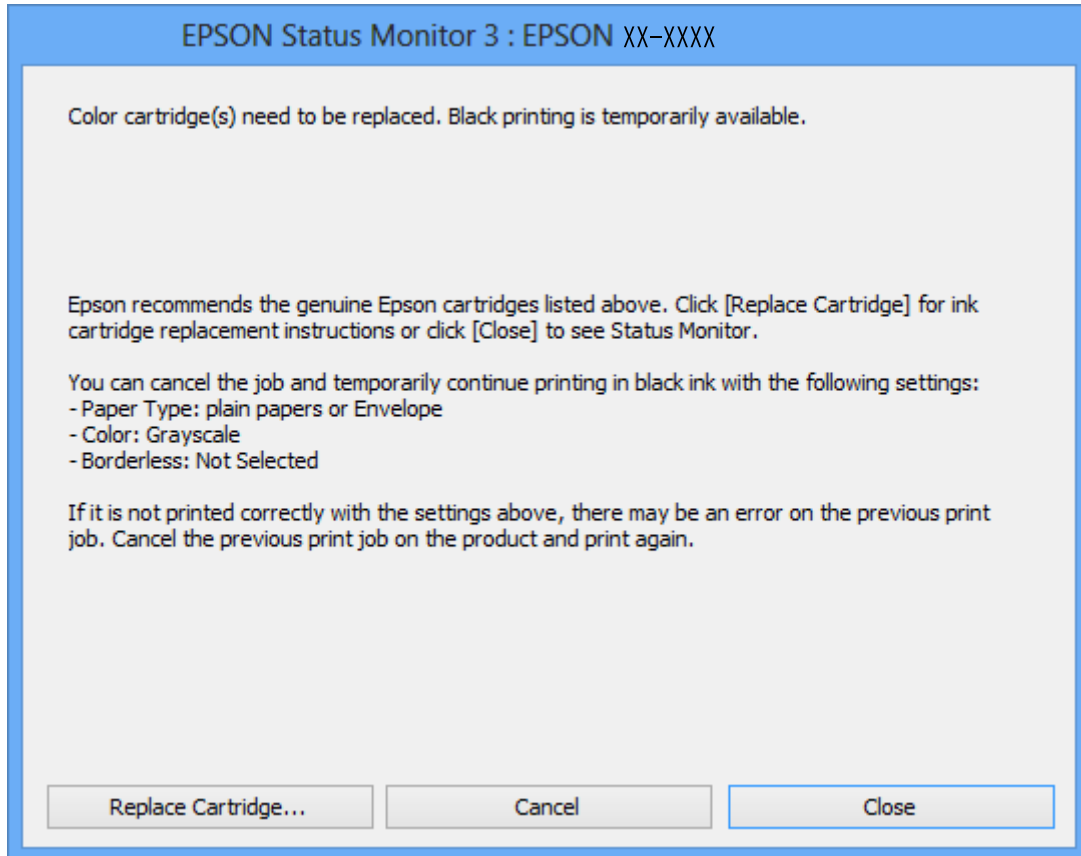 EPSON Status Monitor 3 : EPSON XX-XXXX
Color cartridge(s) need to be replaced. Black printing is temporarily available.
Epson recommends the genuine Epson cartridges listed above. Click [Replace Cartridge] for ink
cartridge replacement instructions or click [Close] to see Status Monitor.
You can cancel the job and temporarily continue printing in black ink with the following settings:
- Paper Type: plain papers or Envelope
- Color: Grayscale
- Borderless: Not Selected
If it is not printed correctly with the settings above, there may be an error on the previous print
job. Cancel the previous print job on the product and print again.
Replace Cartridge...
Cancel
Close